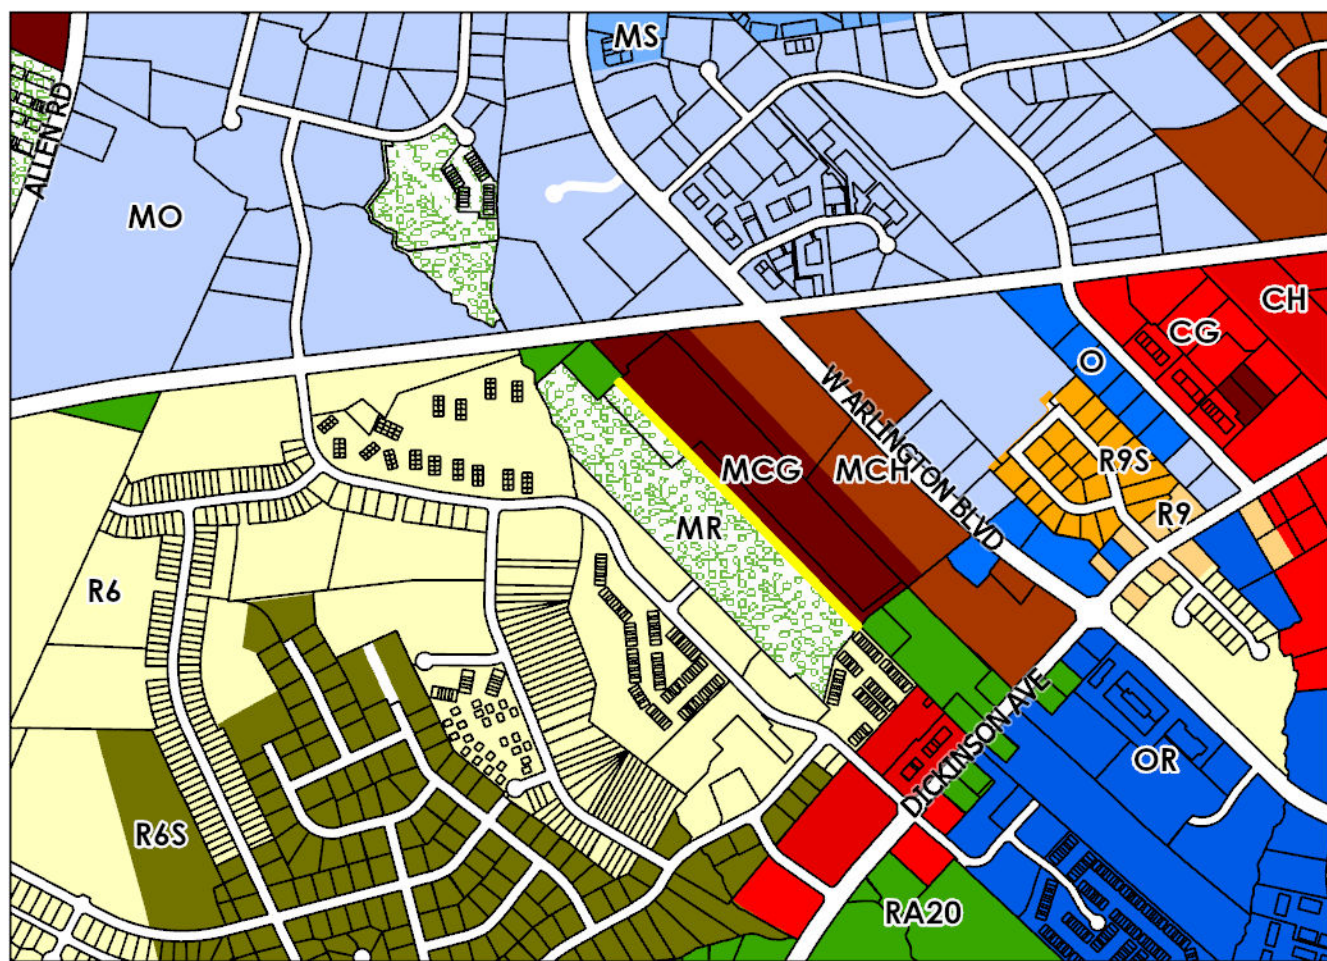 MS
ALLEN RD
MO
CH
CG
O
W ARLINGTON BLVD
MCG
MCH
R9S
R9
MR
R6
DICKINSON AVE
OR
R6S
RA20